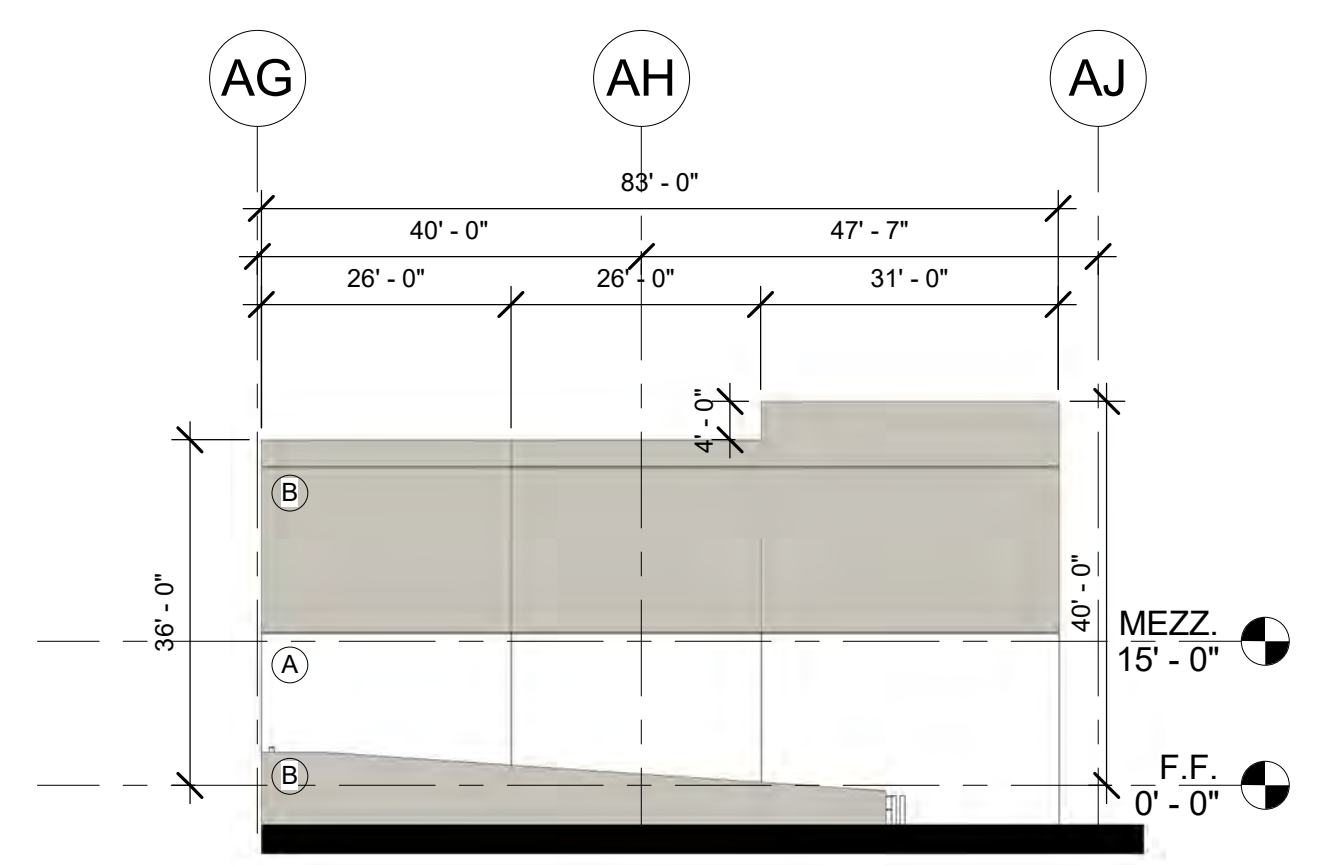 AG
AH
AJ
83' - 0"
40' - 0"
47' - 7"
26' - 0"
26' - 0"
31' - 0"
4' - 0"
B
36' - 0"
40' - 0"
MEZZ.
15' - 0"
A
B
F.F.
0' - 0"